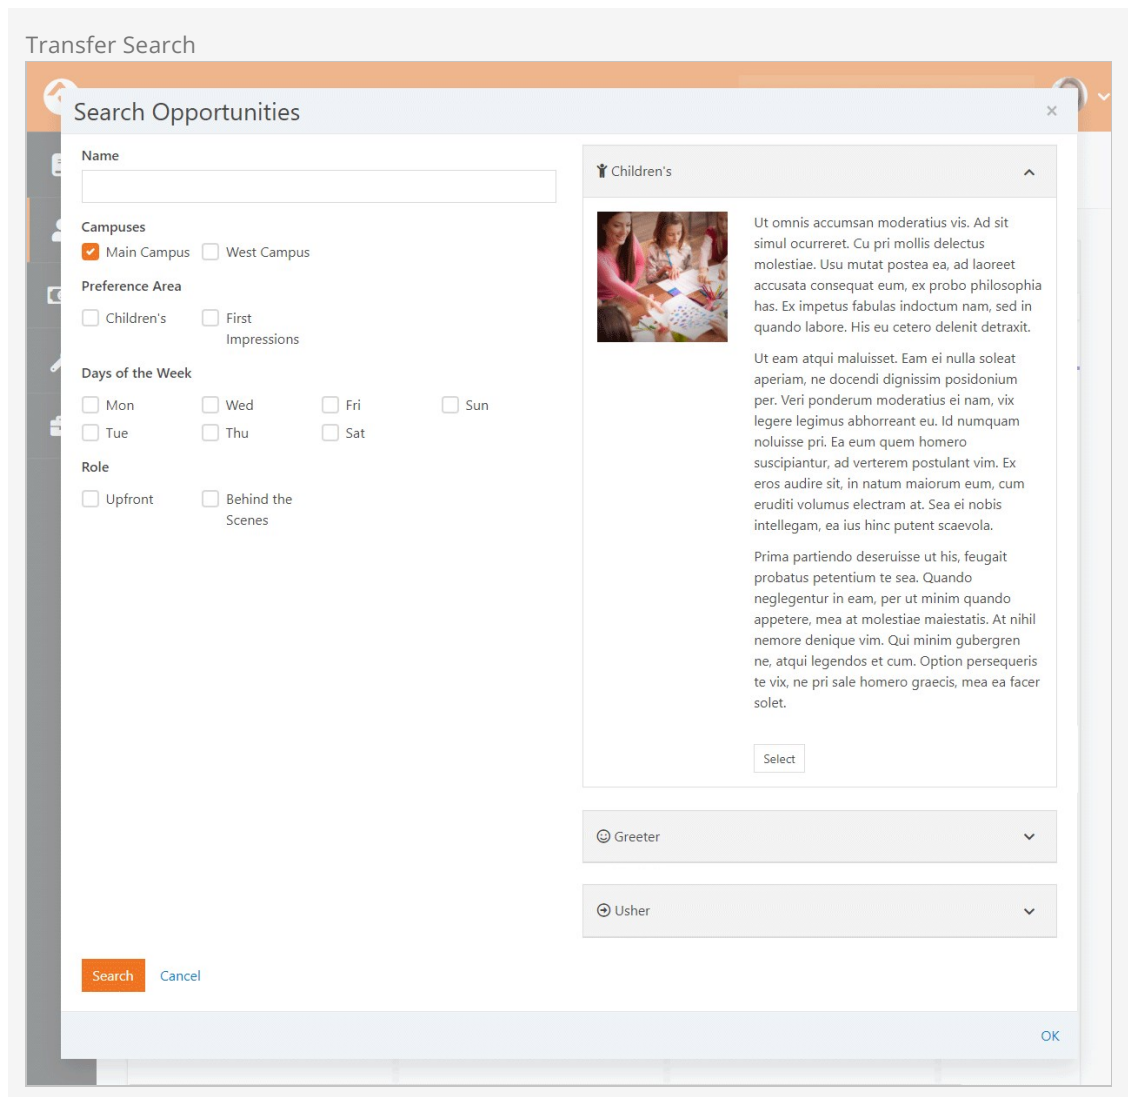 Transfer Search
Search Opportunities
×
Name
Campuses
Main Campus
West Campus
Preference Area
Children's
First
Impressions
Days of the Week
Mon
Wed
Fri
Sun
Tue
Thu
Sat
Role
Upfront
Behind the
Scenes
Children's
Ut omnis accumsan moderatius vis. Ad sit
simul ocurreret. Cu pri mollis delectus
molestiae. Usu mutat postea ea, ad laoreet
accusata consequat eum, ex probo philosophia
has. Ex impetus fabulas indoctum nam, sed in
quando labore. His eu cetero delenit detraxit.
Ut eam atqui maluisset. Eam ei nulla soleat
aperiam, ne docendi dignissim posidonium
per. Veri ponderum moderatius ei nam, vix
legere legimus abhorreant eu. Id numquam
noluisse pri. Ea eum quem homero
suscipiantur, ad verterem postulant vim. Ex
eros audire sit, in natum maiorum eum, cum
eruditi volumus electram at. Sea ei nobis
intellegam, ea ius hinc putent scaevola.
Prima partiendo deseruisse ut his, feugait
probatus petentium te sea. Quando
neglegentur in eam, per ut minim quando
appetere, mea at molestiae maiestatis. At nihil
nemore denique vim. Qui minim gubergren
ne, atqui legendos et cum. Option persequeris
te vix, ne pri sale homero graecis, mea ea facer
solet.
Select
Greeter
Usher
Search
Cancel
OK